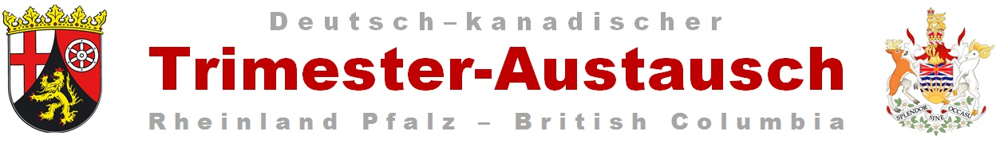 Deutsch–kanadischer
Trimester-Austausch
Rheinland Pfalz – British Columbia
SPLENDOR SINE OCCASU